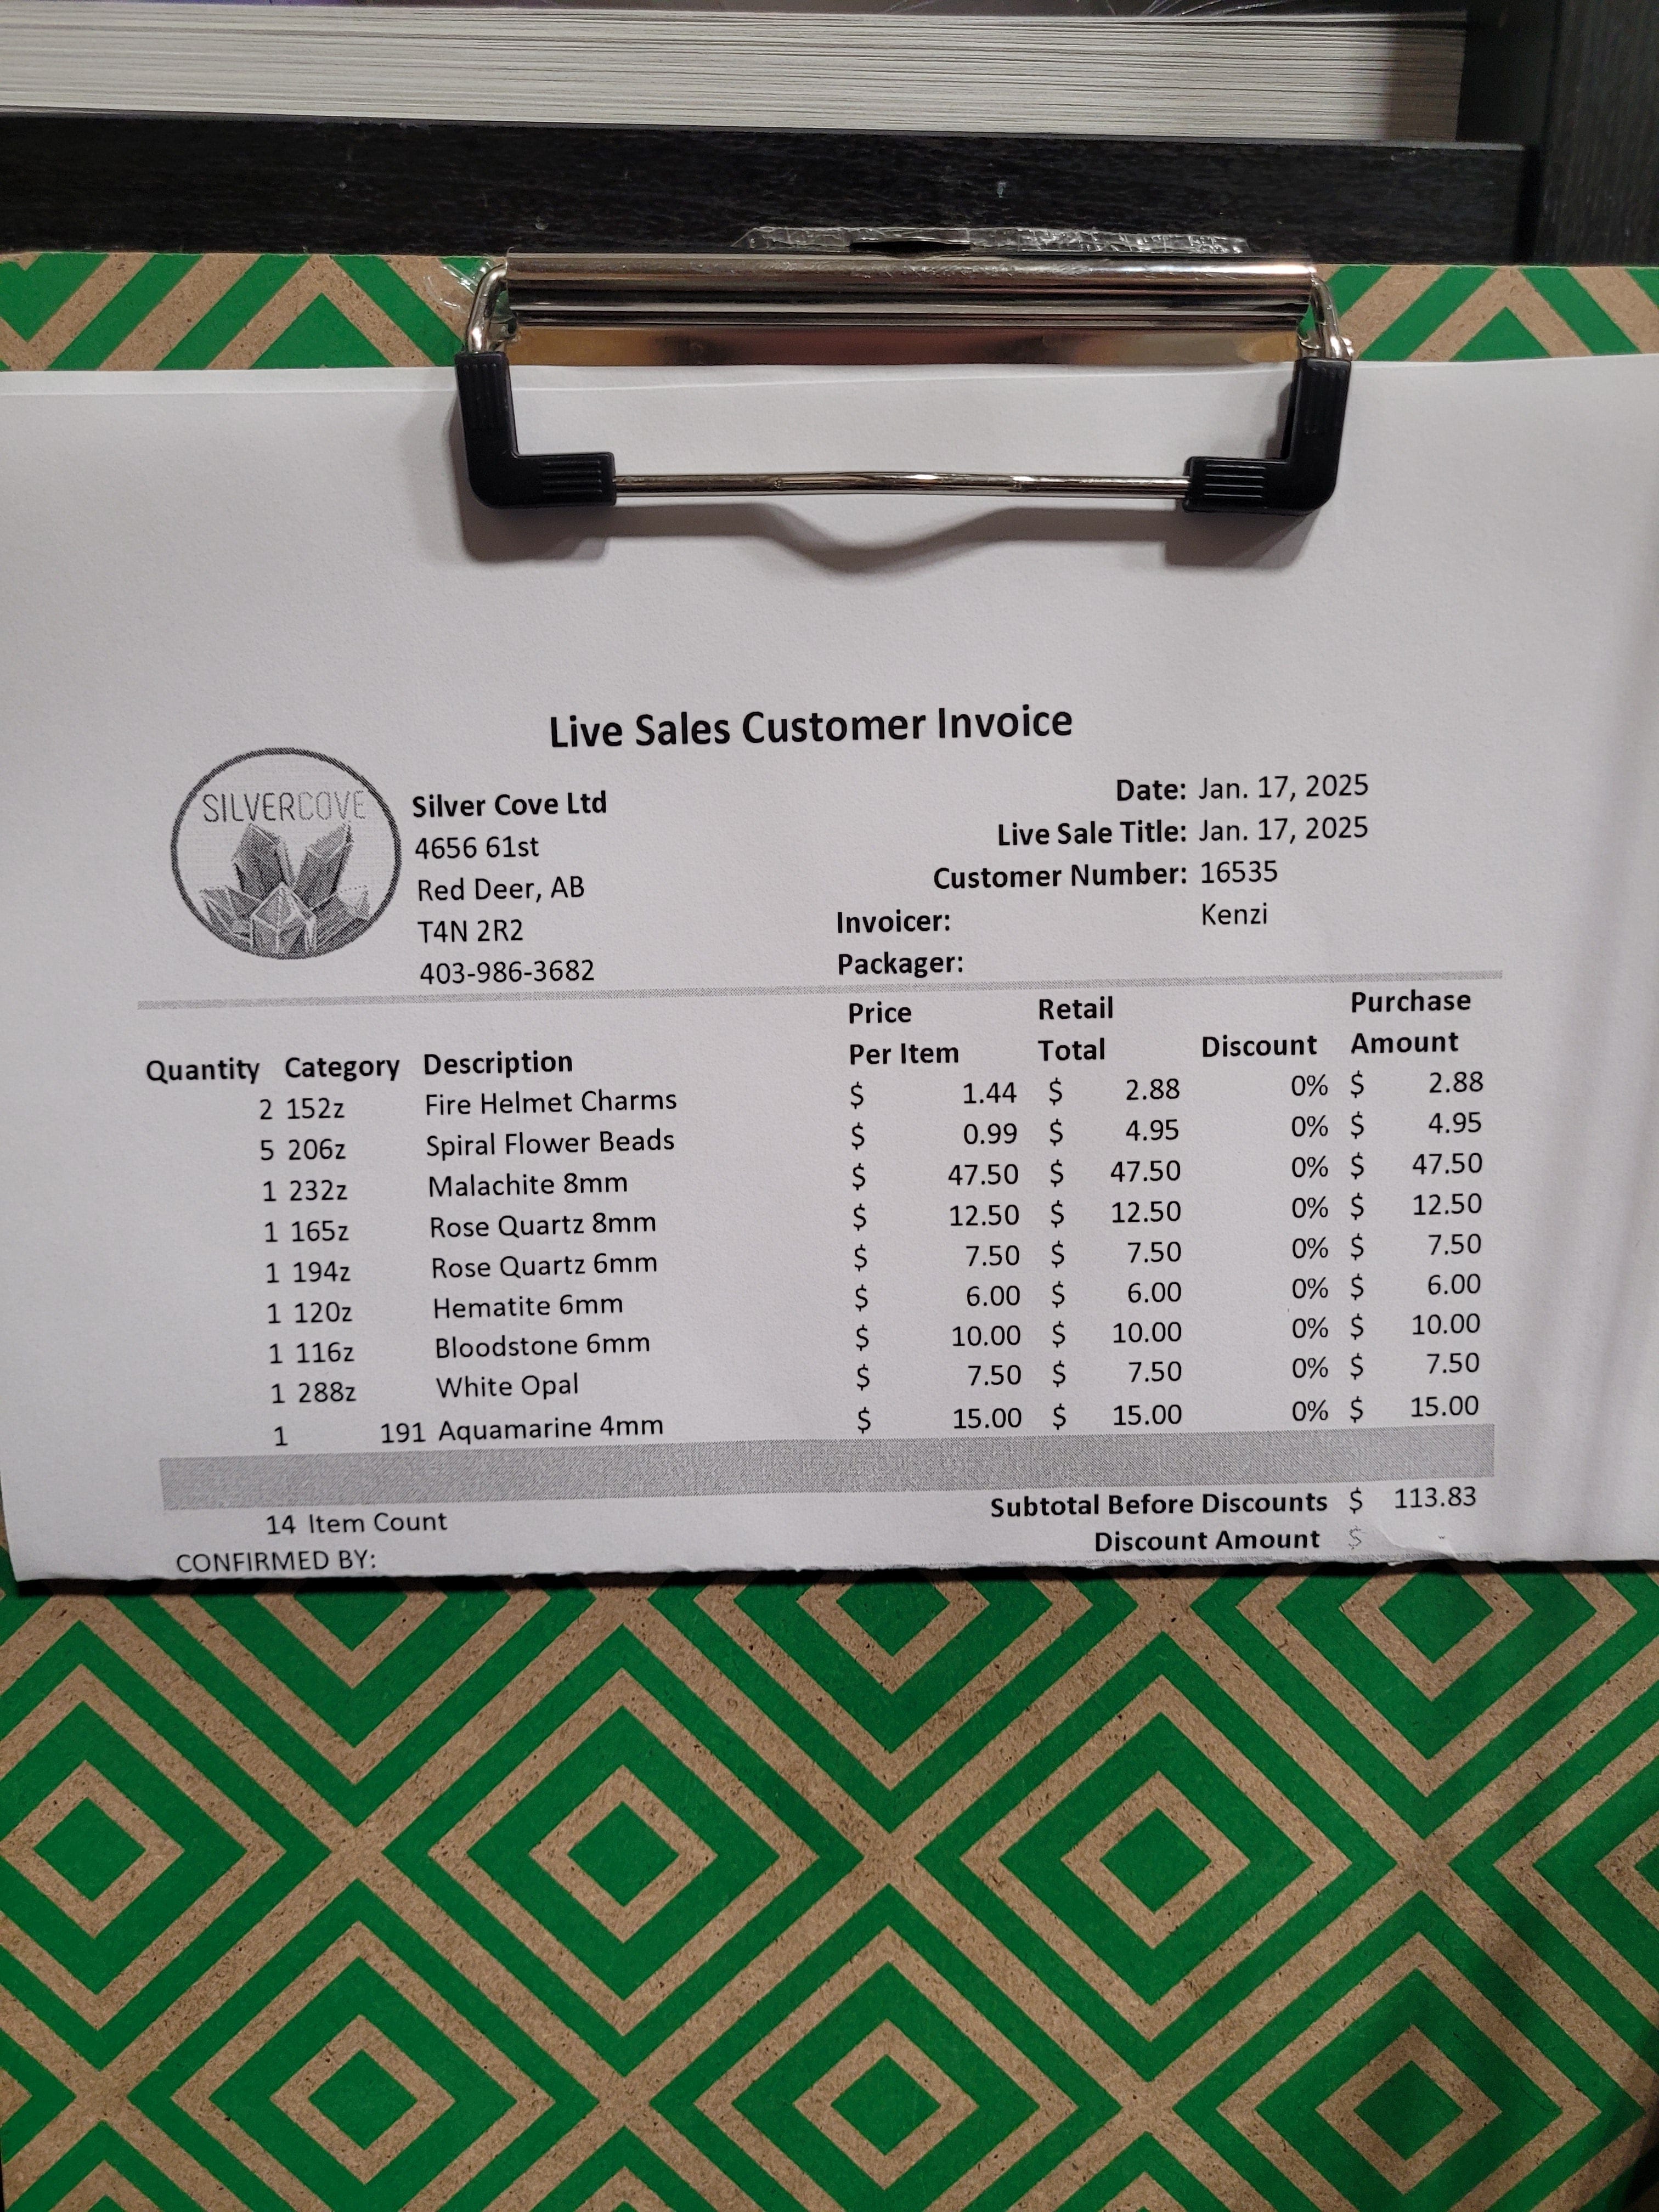 Live Sales Customer Invoice
SILVERCOVE
Silver Cove Ltd
4656 61st
Red Deer, AB
T4N 2R2
403-986-3682
Date: Jan. 17, 2025
Live Sale Title: Jan. 17, 2025
Customer Number: 16535
Invoicer: Kenzi
Packager:
Quantity Category Description Price Per Item Retail Total Discount Purchase Amount
2 152z Fire Helmet Charms $ 1.44 $ 2.88 0% $ 2.88
5 206z Spiral Flower Beads $ 0.99 $ 4.95 0% $ 4.95
1 232z Malachite 8mm $ 47.50 $ 47.50 0% $ 47.50
1 165z Rose Quartz 8mm $ 12.50 $ 12.50 0% $ 12.50
1 194z Rose Quartz 6mm $ 7.50 $ 7.50 0% $ 7.50
1 120z Hematite 6mm $ 6.00 $ 6.00 0% $ 6.00
1 116z Bloodstone 6mm $ 10.00 $ 10.00 0% $ 10.00
1 288z White Opal $ 7.50 $ 7.50 0% $ 7.50
1 191 Aquamarine 4mm $ 15.00 $ 15.00 0% $ 15.00
14 Item Count Subtotal Before Discounts $ 113.83
CONFIRMED BY: Discount Amount $ -